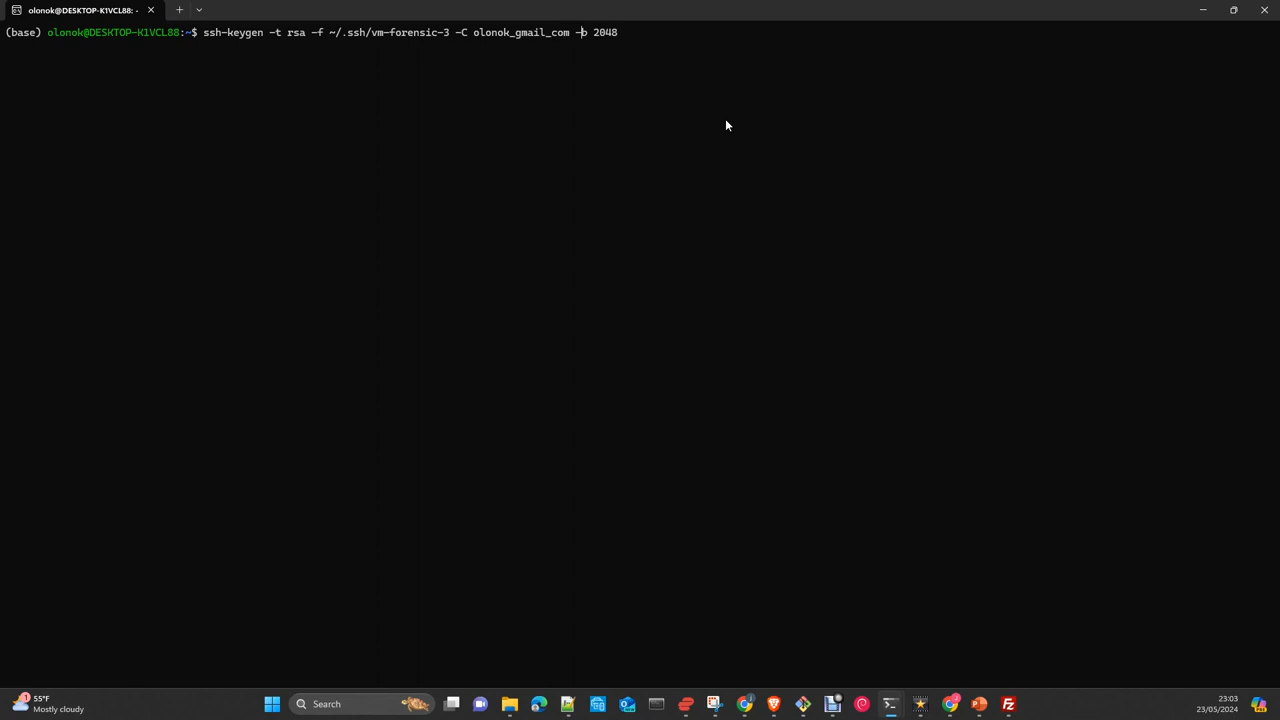 olonok@DESKTOP-K1VCL88: ~
(base) olonok@DESKTOP-K1VCL88:~$ ssh-keygen -t rsa -f ~/.ssh/vm-forensic-3 -C olonok_gmail_com -b 2048
1
55°F
Mostly cloudy
Search
23:03
23/05/2024